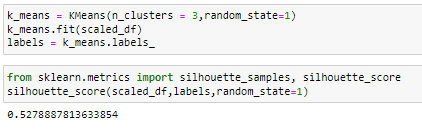 k_means = KMeans(n_clusters = 3,random_state=1)
k_means.fit(scaled_df)
labels = k_means.labels_
from sklearn.metrics import silhouette_samples, silhouette_score
silhouette_score(scaled_df,labels,random_state=1)
0.5278887813633854